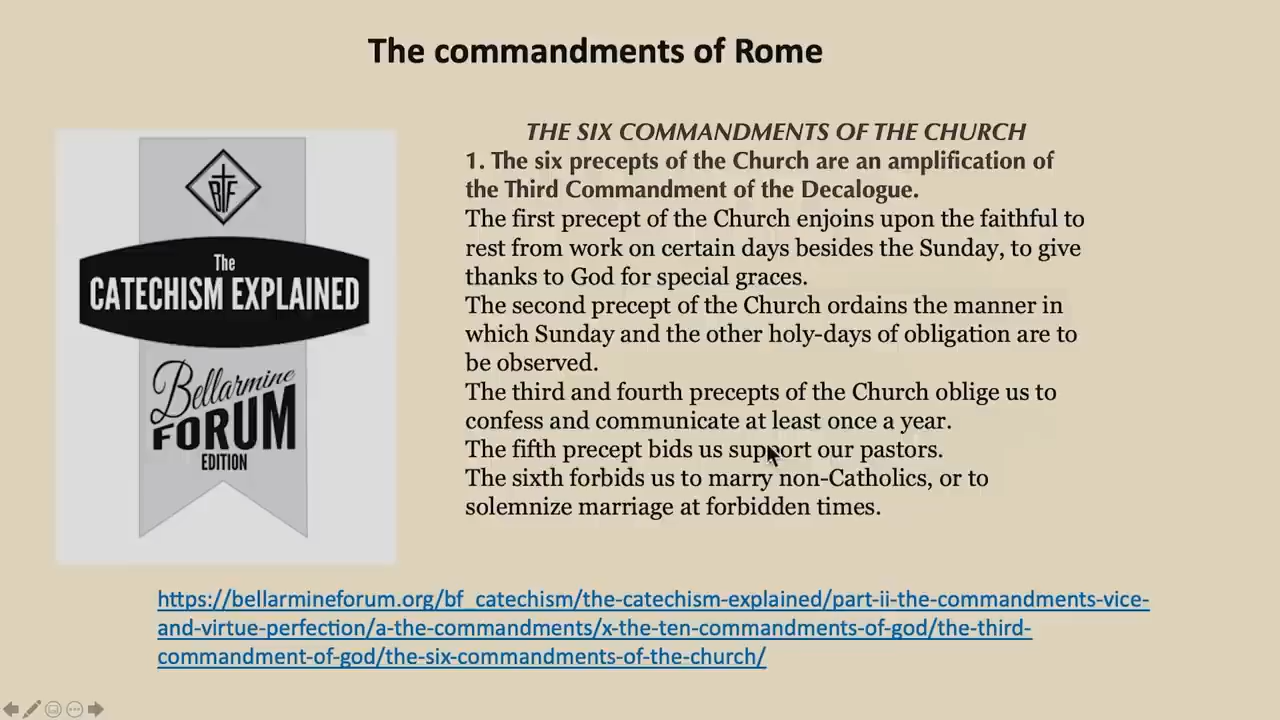 The commandments of Rome
BTF
The
CATECHISM EXPLAINED
Bellarmine
FORUM
EDITION
THE SIX COMMANDMENTS OF THE CHURCH
1. The six precepts of the Church are an amplification of
the Third Commandment of the Decalogue.
The first precept of the Church enjoins upon the faithful to
rest from work on certain days besides the Sunday, to give
thanks to God for special graces.
The second precept of the Church ordains the manner in
which Sunday and the other holy-days of obligation are to
be observed.
The third and fourth precepts of the Church oblige us to
confess and communicate at least once a year.
The fifth precept bids us support our pastors.
The sixth forbids us to marry non-Catholics, or to
solemnize marriage at forbidden times.
https://bellarmineforum.org/bf_catechism/the-catechism-explained/part-ii-the-commandments-vice-
and-virtue-perfection/a-the-commandments/x-the-ten-commandments-of-god/the-third-
commandment-of-god/the-six-commandments-of-the-church/